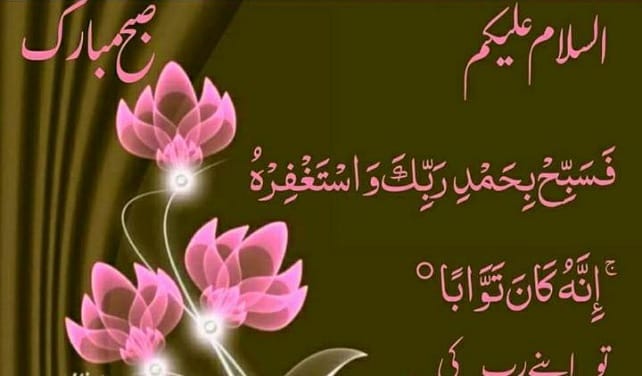 السلام علیکم
صبح مبارک
فَسَبِّحْ بِحَمْدِ رَبِّكَ وَاسْتَغْفِرْهُ
ۚ إِنَّهُ كَانَ تَوَّابًا ○
تو اپنے رب کی